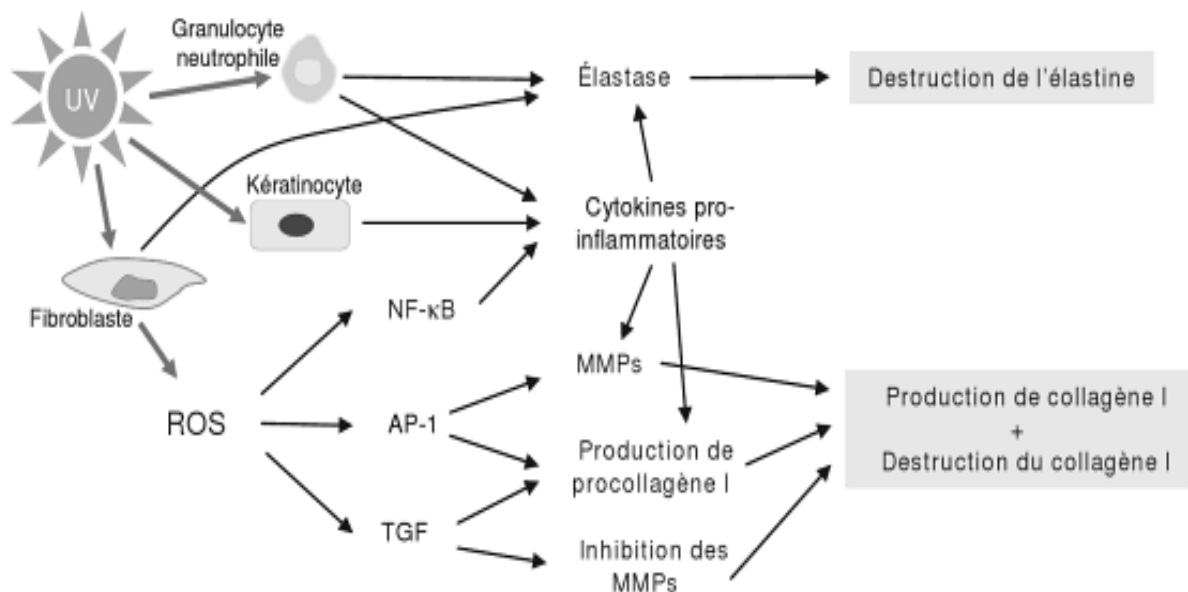 Granulocyte
neutrophile
UV
Élastase
Destruction de l'élastine
Kératinocyte
Cytokines pro-
inflammatoires
Fibroblaste
NF-κB
MMPs
ROS
AP-1
Production de
procollagène I
Production de collagène I
+
Destruction du collagène I
TGF
Inhibition des
MMPs